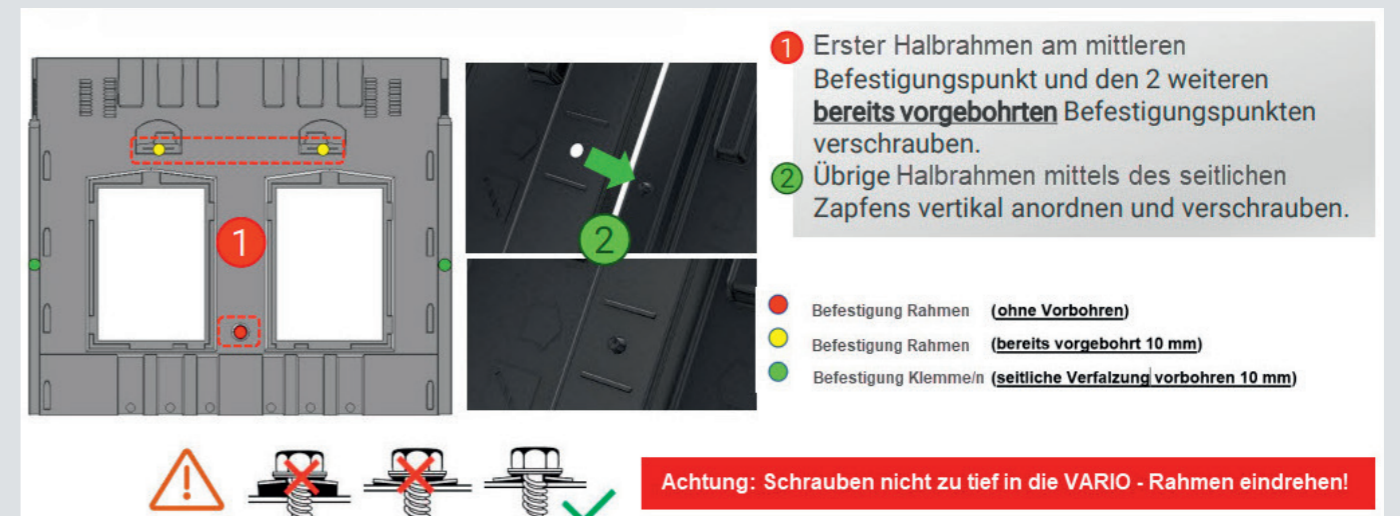 1 Erster Halbrahmen am mittleren
Befestigungspunkt und den 2 weiteren
bereits vorgebohrten Befestigungspunkten
verschrauben.
2 Übrige Halbrahmen mittels des seitlichen
Zapfens vertikal anordnen und verschrauben.
1
2
Befestigung Rahmen (ohne Vorbohren)
Befestigung Rahmen (bereits vorgebohrt 10 mm)
Befestigung Klemme/n (seitliche Verfalzung vorbohren 10 mm)
Achtung: Schrauben nicht zu tief in die VARIO - Rahmen eindrehen!